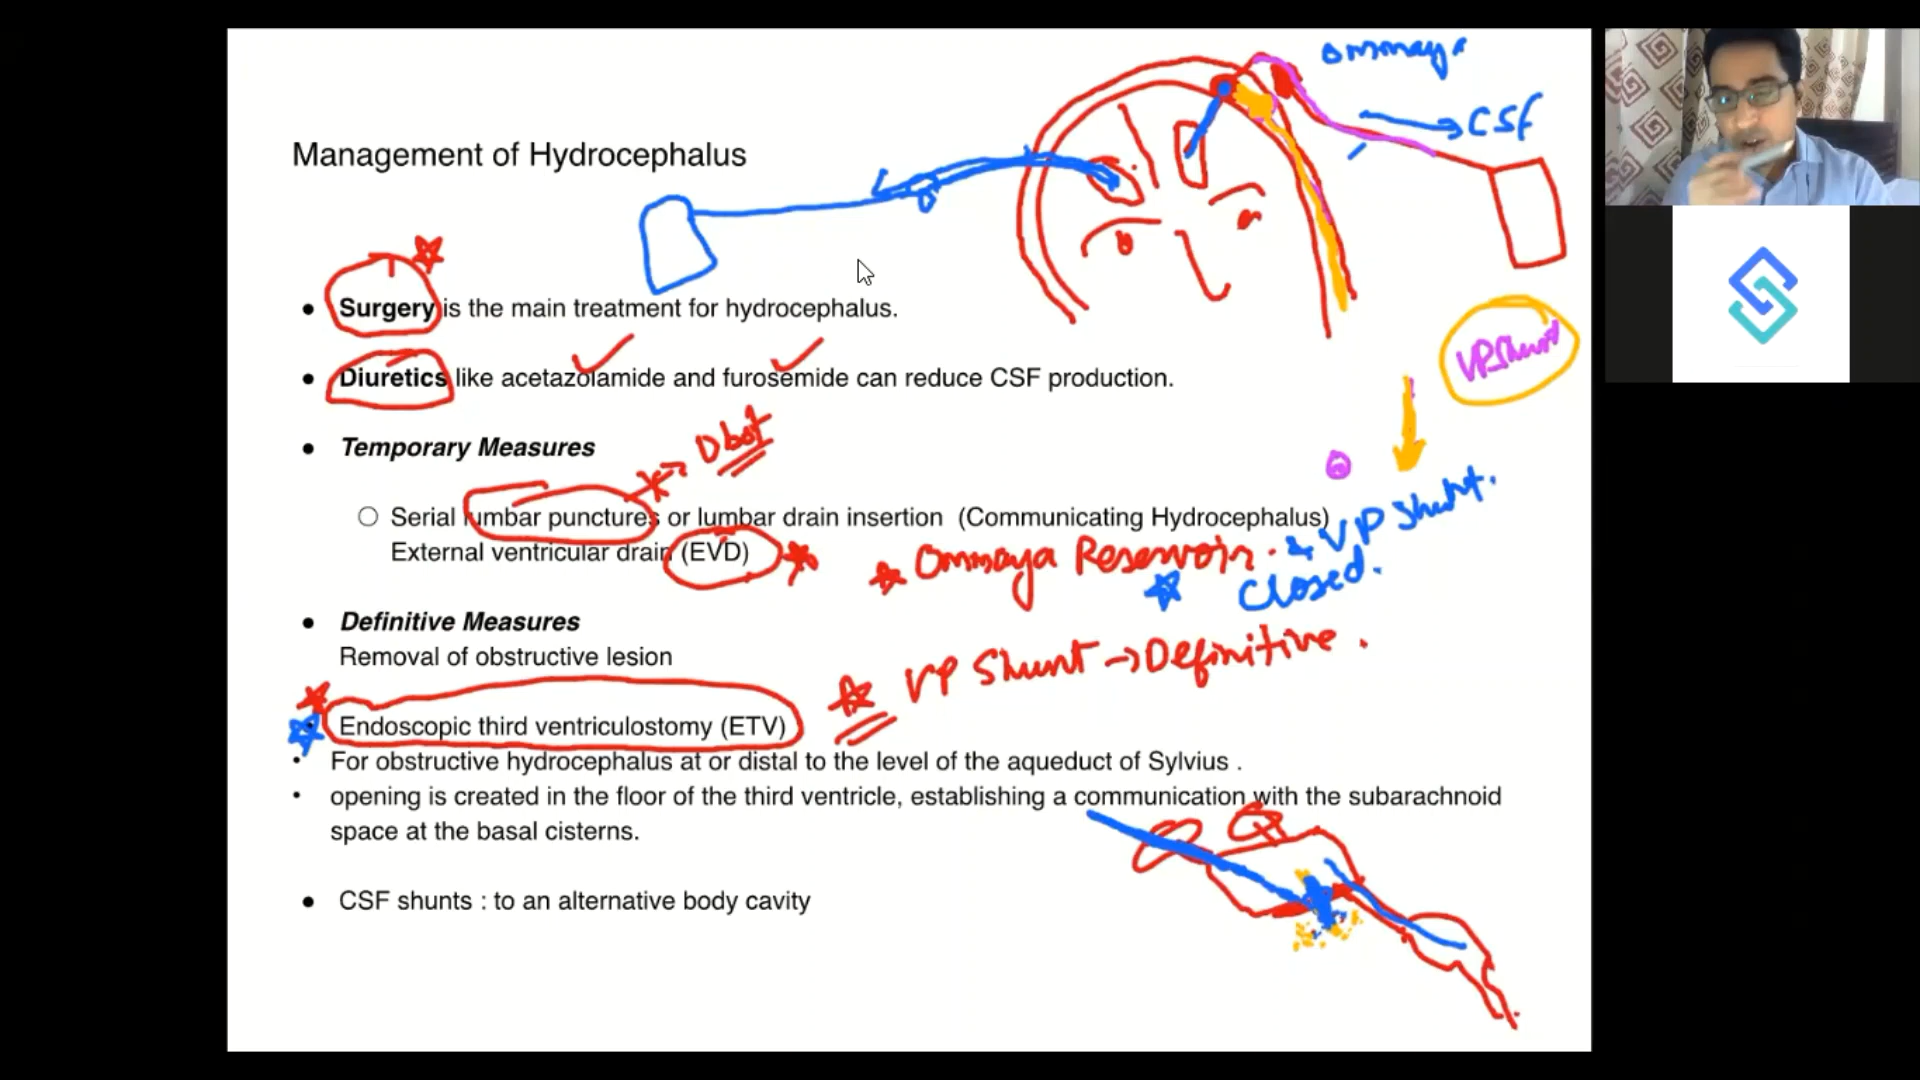 Ommaya
→ CSF
Management of Hydrocephalus
• Surgery is the main treatment for hydrocephalus.
VP Shunt
• Diuretics like acetazolamide and furosemide can reduce CSF production.
• Temporary Measures
Obst
○ Serial lumbar punctures or lumbar drain insertion (Communicating Hydrocephalus)
External ventricular drain (EVD)
Ommaya Reservoir. & VP Shunt.
Closed.
• Definitive Measures
Removal of obstructive lesion
VP Shunt → Definitive.
Endoscopic third ventriculostomy (ETV)
• For obstructive hydrocephalus at or distal to the level of the aqueduct of Sylvius .
• opening is created in the floor of the third ventricle, establishing a communication with the subarachnoid
space at the basal cisterns.
• CSF shunts : to an alternative body cavity